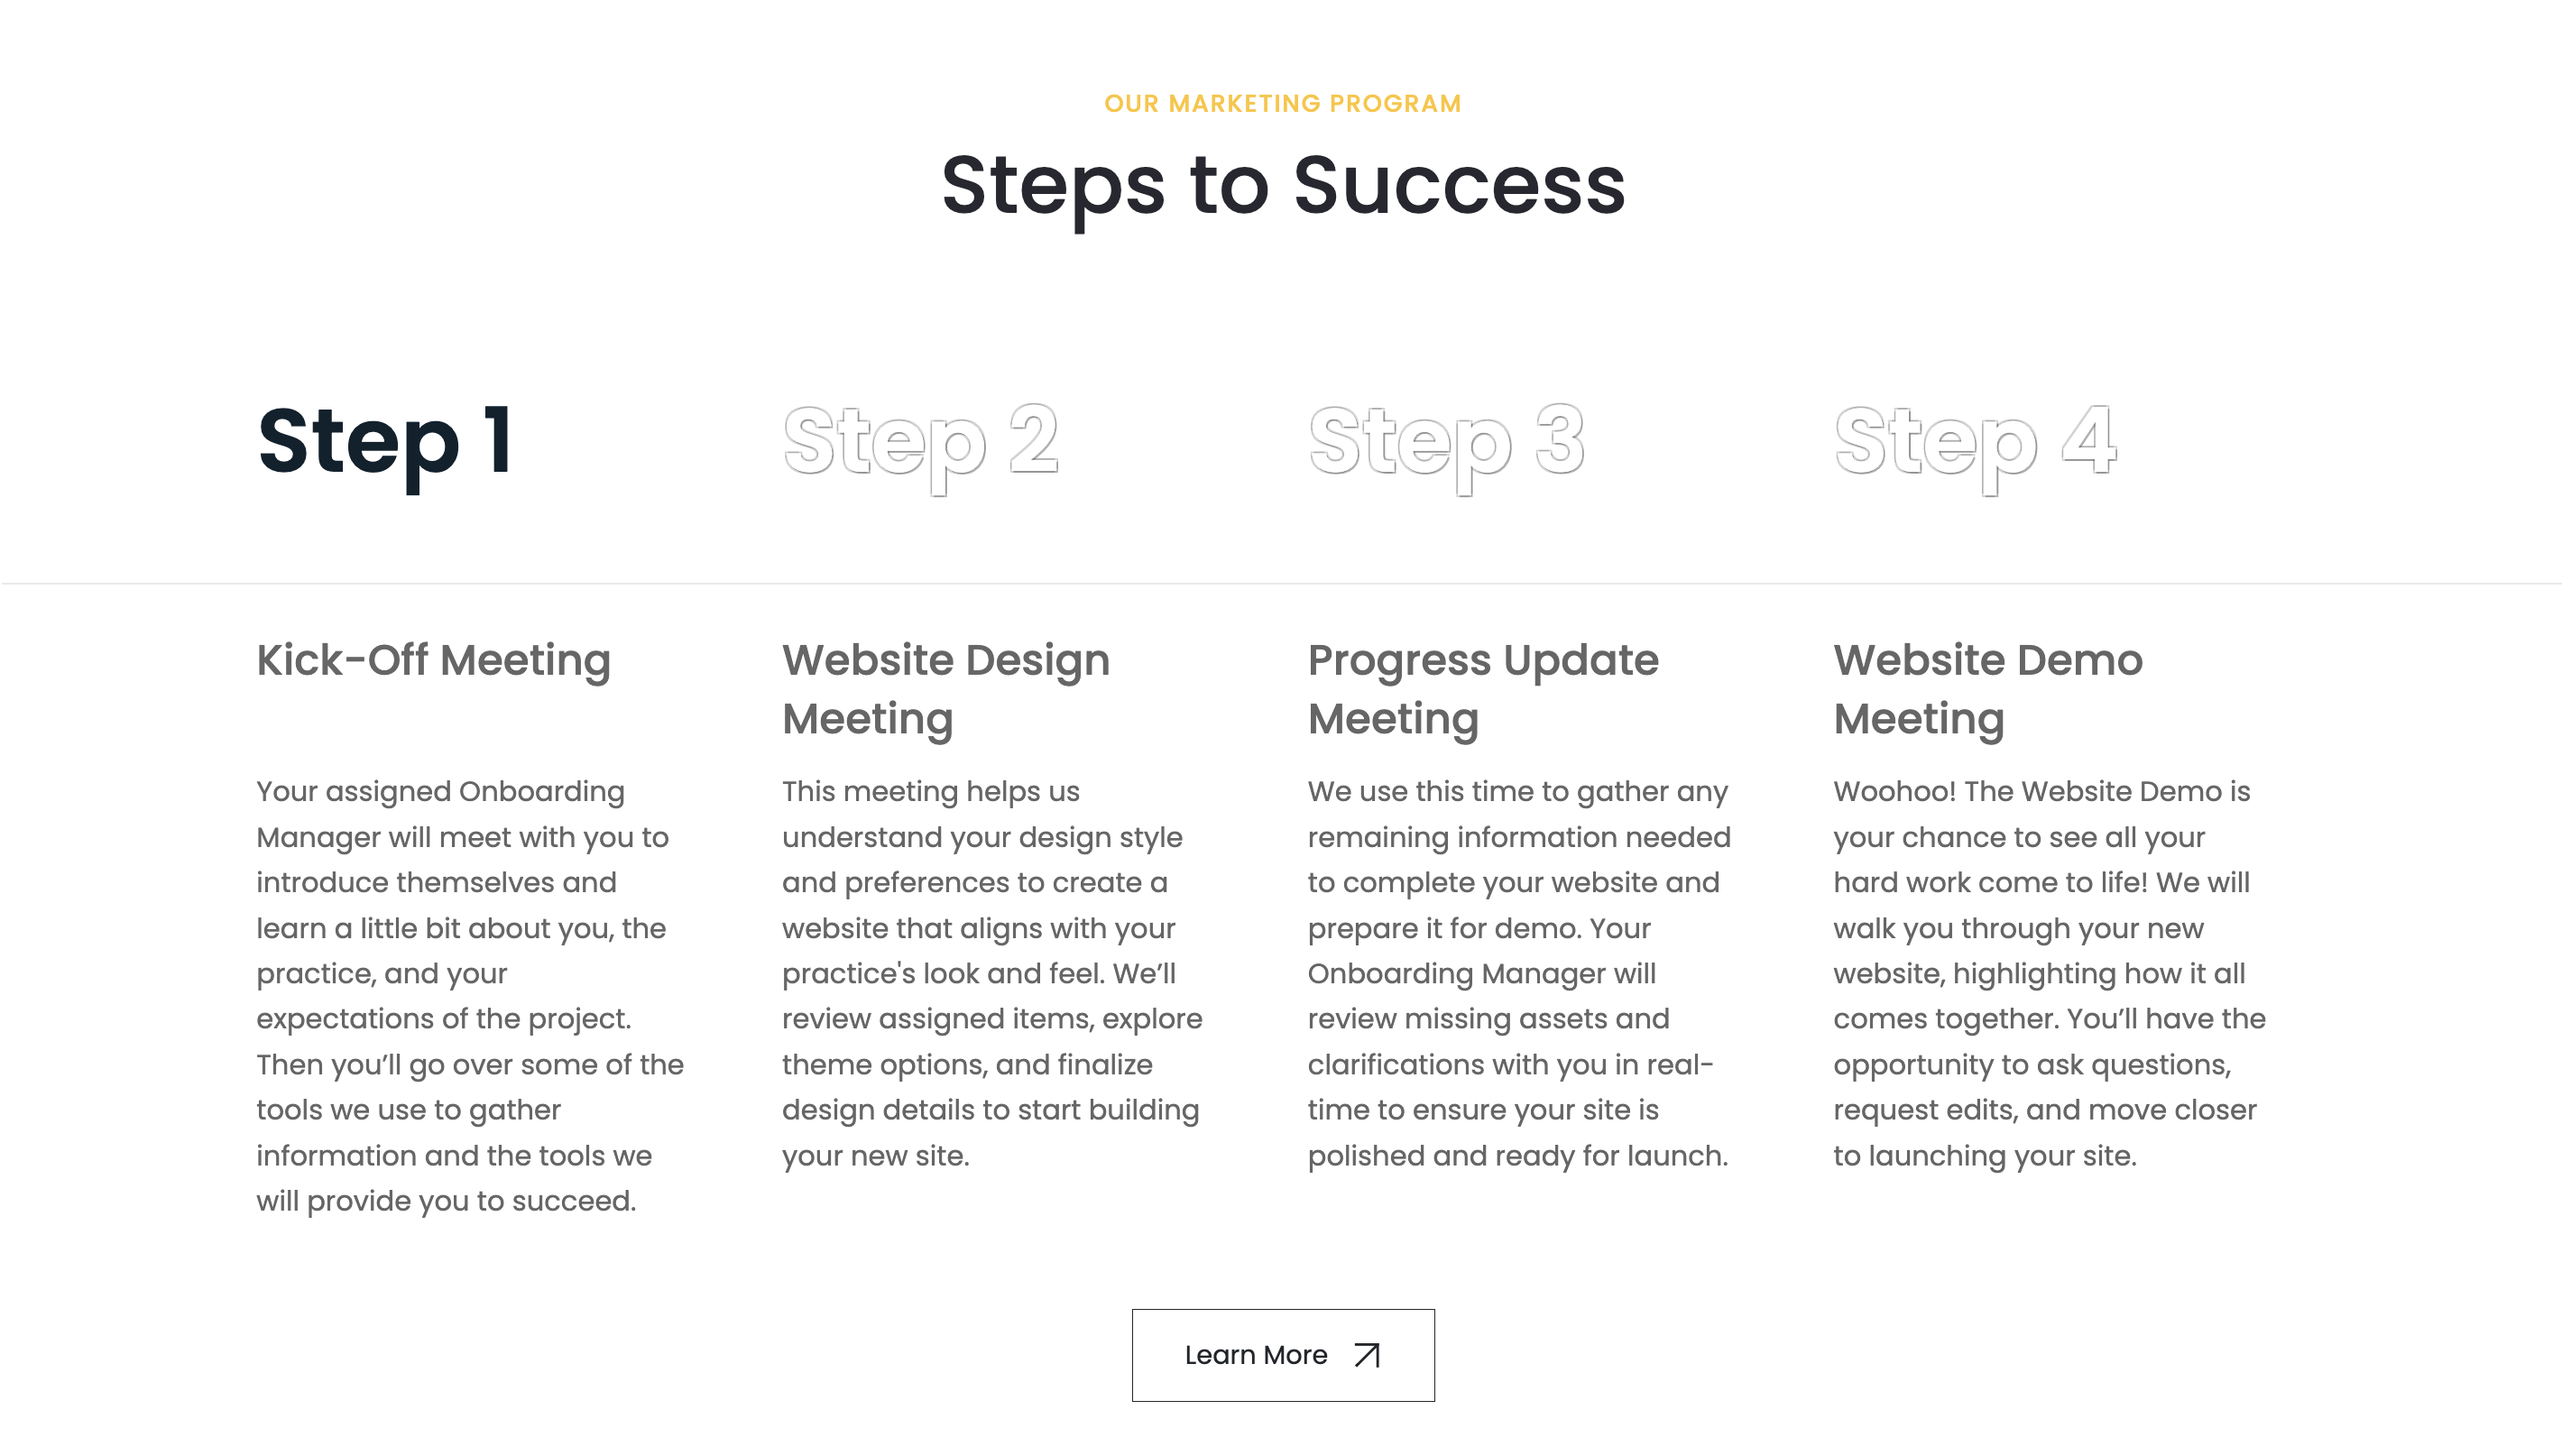 OUR MARKETING PROGRAM
Steps to Success
Step 1
Step 2
Step 3
Step 4
Kick-Off Meeting
Your assigned Onboarding
Manager will meet with you to
introduce themselves and
learn a little bit about you, the
practice, and your
expectations of the project.
Then you’ll go over some of the
tools we use to gather
information and the tools we
will provide you to succeed.
Website Design
Meeting
This meeting helps us
understand your design style
and preferences to create a
website that aligns with your
practice's look and feel. We’ll
review assigned items, explore
theme options, and finalize
design details to start building
your new site.
Progress Update
Meeting
We use this time to gather any
remaining information needed
to complete your website and
prepare it for demo. Your
Onboarding Manager will
review missing assets and
clarifications with you in real-
time to ensure your site is
polished and ready for launch.
Website Demo
Meeting
Woohoo! The Website Demo is
your chance to see all your
hard work come to life! We will
walk you through your new
website, highlighting how it all
comes together. You’ll have the
opportunity to ask questions,
request edits, and move closer
to launching your site.
Learn More